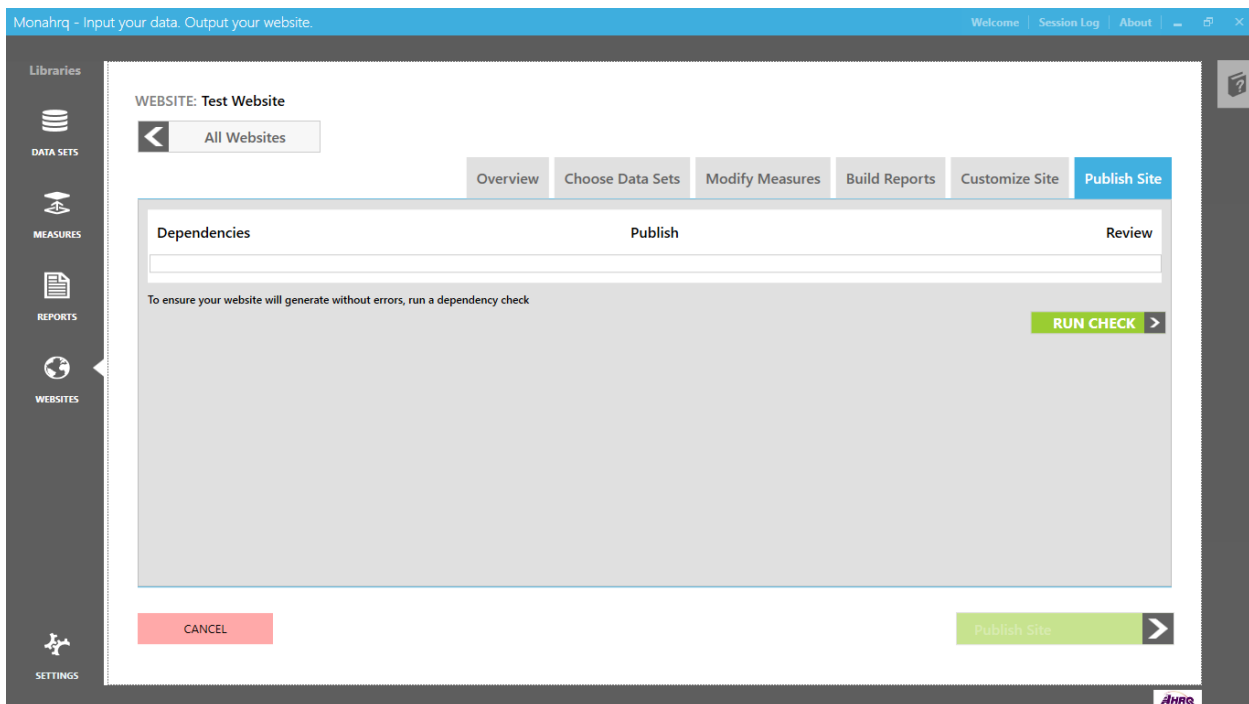 Monahrq - Input your data. Output your website.
Welcome | Session Log | About
Libraries
DATA SETS
MEASURES
REPORTS
WEBSITES
SETTINGS
WEBSITE: Test Website
All Websites
Overview Choose Data Sets Modify Measures Build Reports Customize Site Publish Site
Dependencies Publish Review
To ensure your website will generate without errors, run a dependency check
RUN CHECK
CANCEL
Publish Site
AHRQ